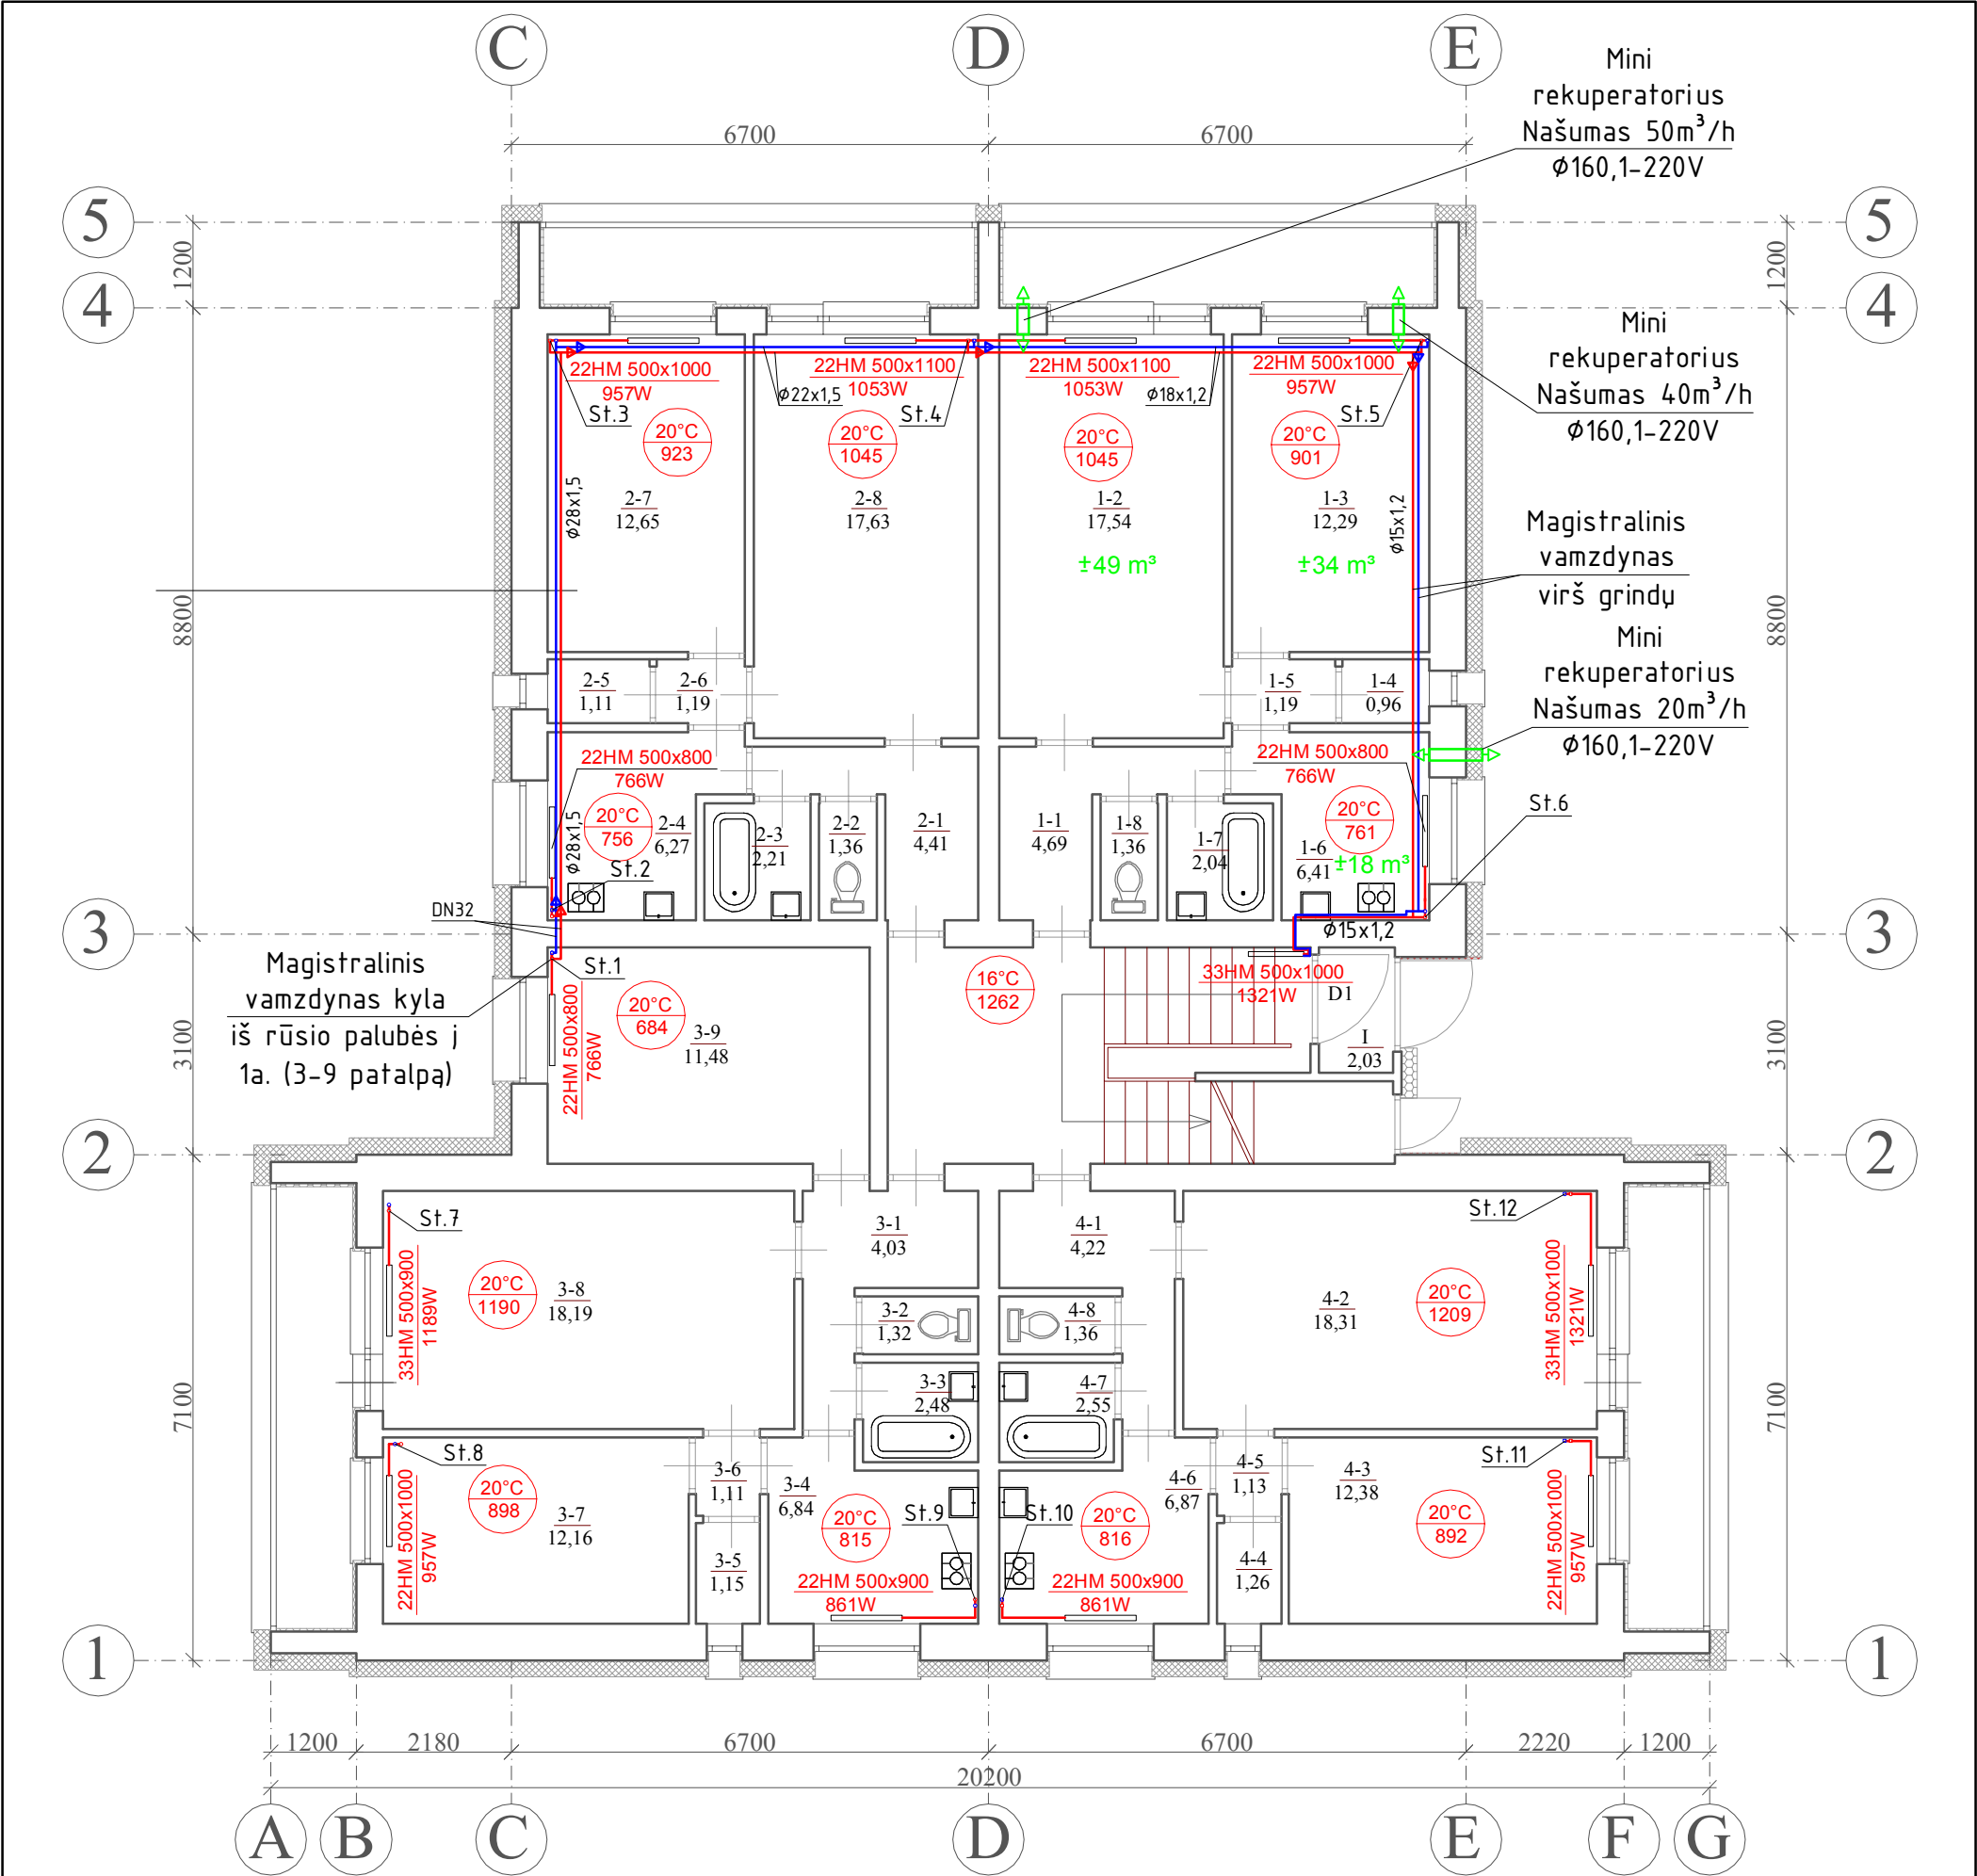 C
D
E
Mini
rekuperatorius
Našumas 50m³/h
Ø160,1-220V
6700
6700
5
5
1200
1200
4
4
Mini
rekuperatorius
Našumas 40m³/h
Ø160,1-220V
22HM 500x1000
957W
22HM 500x1100
1053W
22HM 500x1100
1053W
22HM 500x1000
957W
Ø22x1,5
Ø18x1,2
St.3
St.4
St.5
20°C
923
20°C
1045
20°C
1045
20°C
901
Ø28x1,5
2-7
12,65
2-8
17,63
1-2
17,54
1-3
12,29
Ø15x1,2
±49 m³
±34 m³
Magistralinis
vamzdynas
virš grindų
8800
8800
Mini
rekuperatorius
Našumas 20m³/h
Ø160,1-220V
2-5
1,11
2-6
1,19
1-5
1,19
1-4
0,96
22HM 500x800
766W
22HM 500x800
766W
St.6
20°C
756
Ø28x1,5
2-4
6,27
2-3
2,21
2-2
1,36
2-1
4,41
1-1
4,69
1-8
1,36
1-7
2,04
1-6
6,41
20°C
761
±18 m³
St.2
DN32
3
3
Ø15x1,2
Magistralinis
vamzdynas kyla
iš rūsio palubės į
1a. (3-9 patalpą)
St.1
22HM 500x800
766W
20°C
684
3-9
11,48
16°C
1262
33HM 500x1000
1321W
D1
I
2,03
3100
3100
2
2
St.7
St.12
3-1
4,03
4-1
4,22
33HM 500x900
1189W
20°C
1190
3-8
18,19
3-2
1,32
4-8
1,36
4-2
18,31
20°C
1209
33HM 500x1000
1321W
3-3
2,48
4-7
2,55
7100
7100
St.8
St.11
22HM 500x1000
957W
20°C
898
3-7
12,16
3-6
1,11
3-4
6,84
20°C
815
St.9
St.10
20°C
816
4-6
6,87
4-5
1,13
4-3
12,38
20°C
892
22HM 500x1000
957W
3-5
1,15
4-4
1,26
22HM 500x900
861W
22HM 500x900
861W
1
1
1200
2180
6700
6700
2220
1200
20200
A
B
C
D
E
F
G